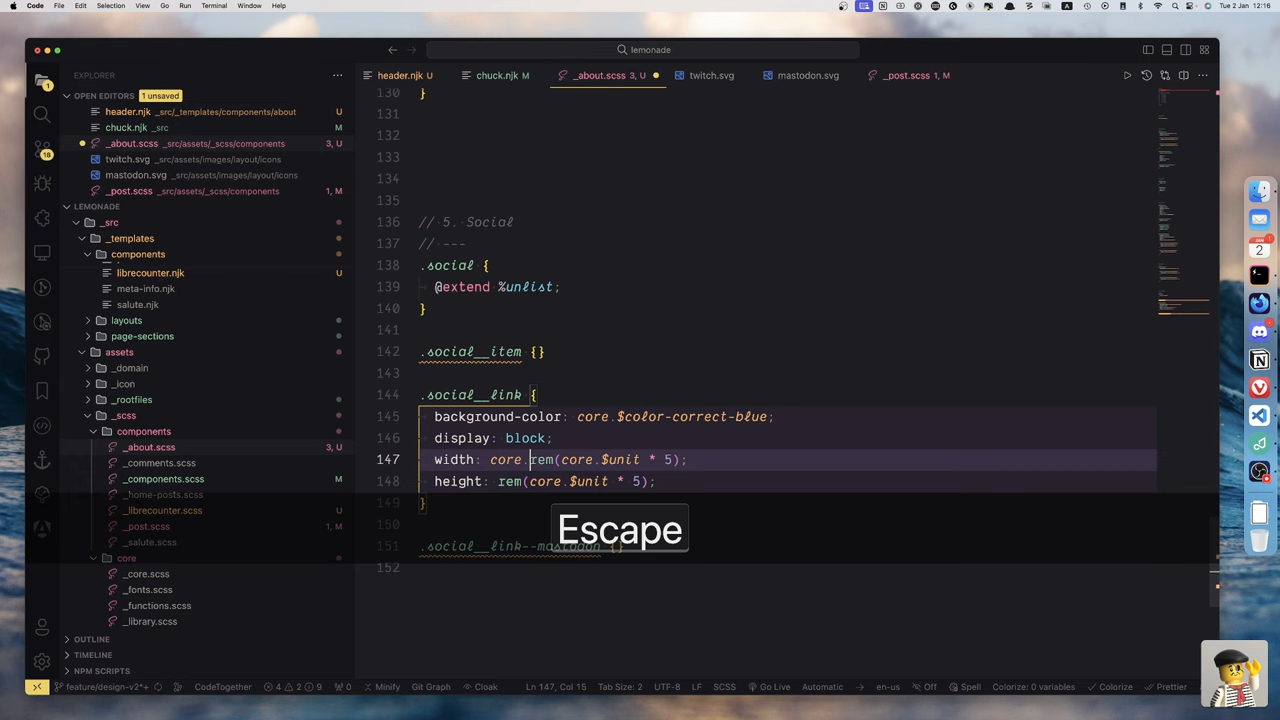 Code File Edit Selection View Go Run Terminal Window Help
Tue 2 Jan 12:16
lemonade
EXPLORER
OPEN EDITORS 1 unsaved
header.njk _src/_templates/components/about U
chuck.njk _src M
_about.scss _src/assets/_scss/components 3, U
twitch.svg _src/assets/images/layout/icons
mastodon.svg _src/assets/images/layout/icons
_post.scss _src/assets/_scss/components 1, M
LEMONADE
_src
_templates
components
librecounter.njk U
meta-info.njk
salute.njk
layouts
page-sections
assets
_domain
_icon
_rootfiles
_scss
components
_about.scss 3, U
_comments.scss
_components.scss M
_home-posts.scss
_librecounter.scss U
_post.scss 1, M
_salute.scss
core
_core.scss
_fonts.scss
_functions.scss
_library.scss
OUTLINE
TIMELINE
NPM SCRIPTS
header.njk U chuck.njk M _about.scss 3, U twitch.svg mastodon.svg _post.scss 1, M
130 }
131
132
133
134
135
136 // 5. Social
137 // ---
138 .social {
139 @extend %unlist;
140 }
141
142 .social__item {}
143
144 .social__link {
145 background-color: core.$color-correct-blue;
146 display: block;
147 width: core.rem(core.$unit * 5);
148 height: rem(core.$unit * 5);
149 }
150
151 .social__link--mastodon {}
152
Escape
JAN
2
1
18
feature/design-v2*+ CodeTogether 4 2 9 0 Minify Git Graph Cloak Ln 147, Col 15 Tab Size: 2 UTF-8 LF SCSS Go Live Automatic en-us Off Spell Colorize: 0 variables Colorize Prettier